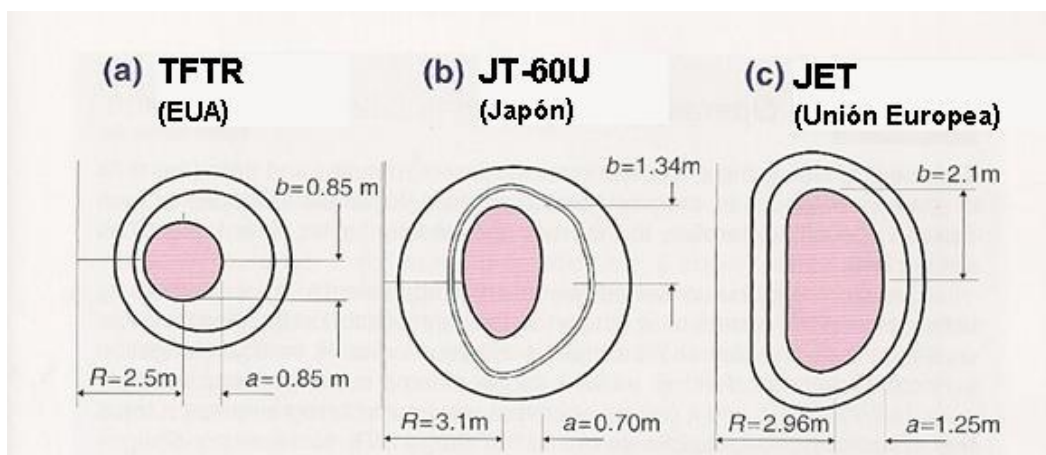 (a) TFTR
(EUA)
b=0.85 m
R=2.5m
a=0.85 m
(b) JT-60U
(Japón)
b=1.34m
R=3.1m
a=0.70m
(c) JET
(Unión Europea)
b=2.1m
R=2.96m
a=1.25m